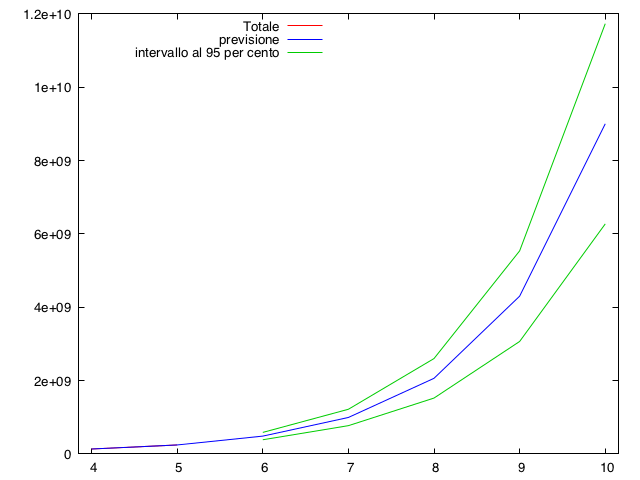 1.2e+10
Totale
previsione
intervallo al 95 per cento
1e+10
8e+09
6e+09
4e+09
2e+09
0
4 5 6 7 8 9 10